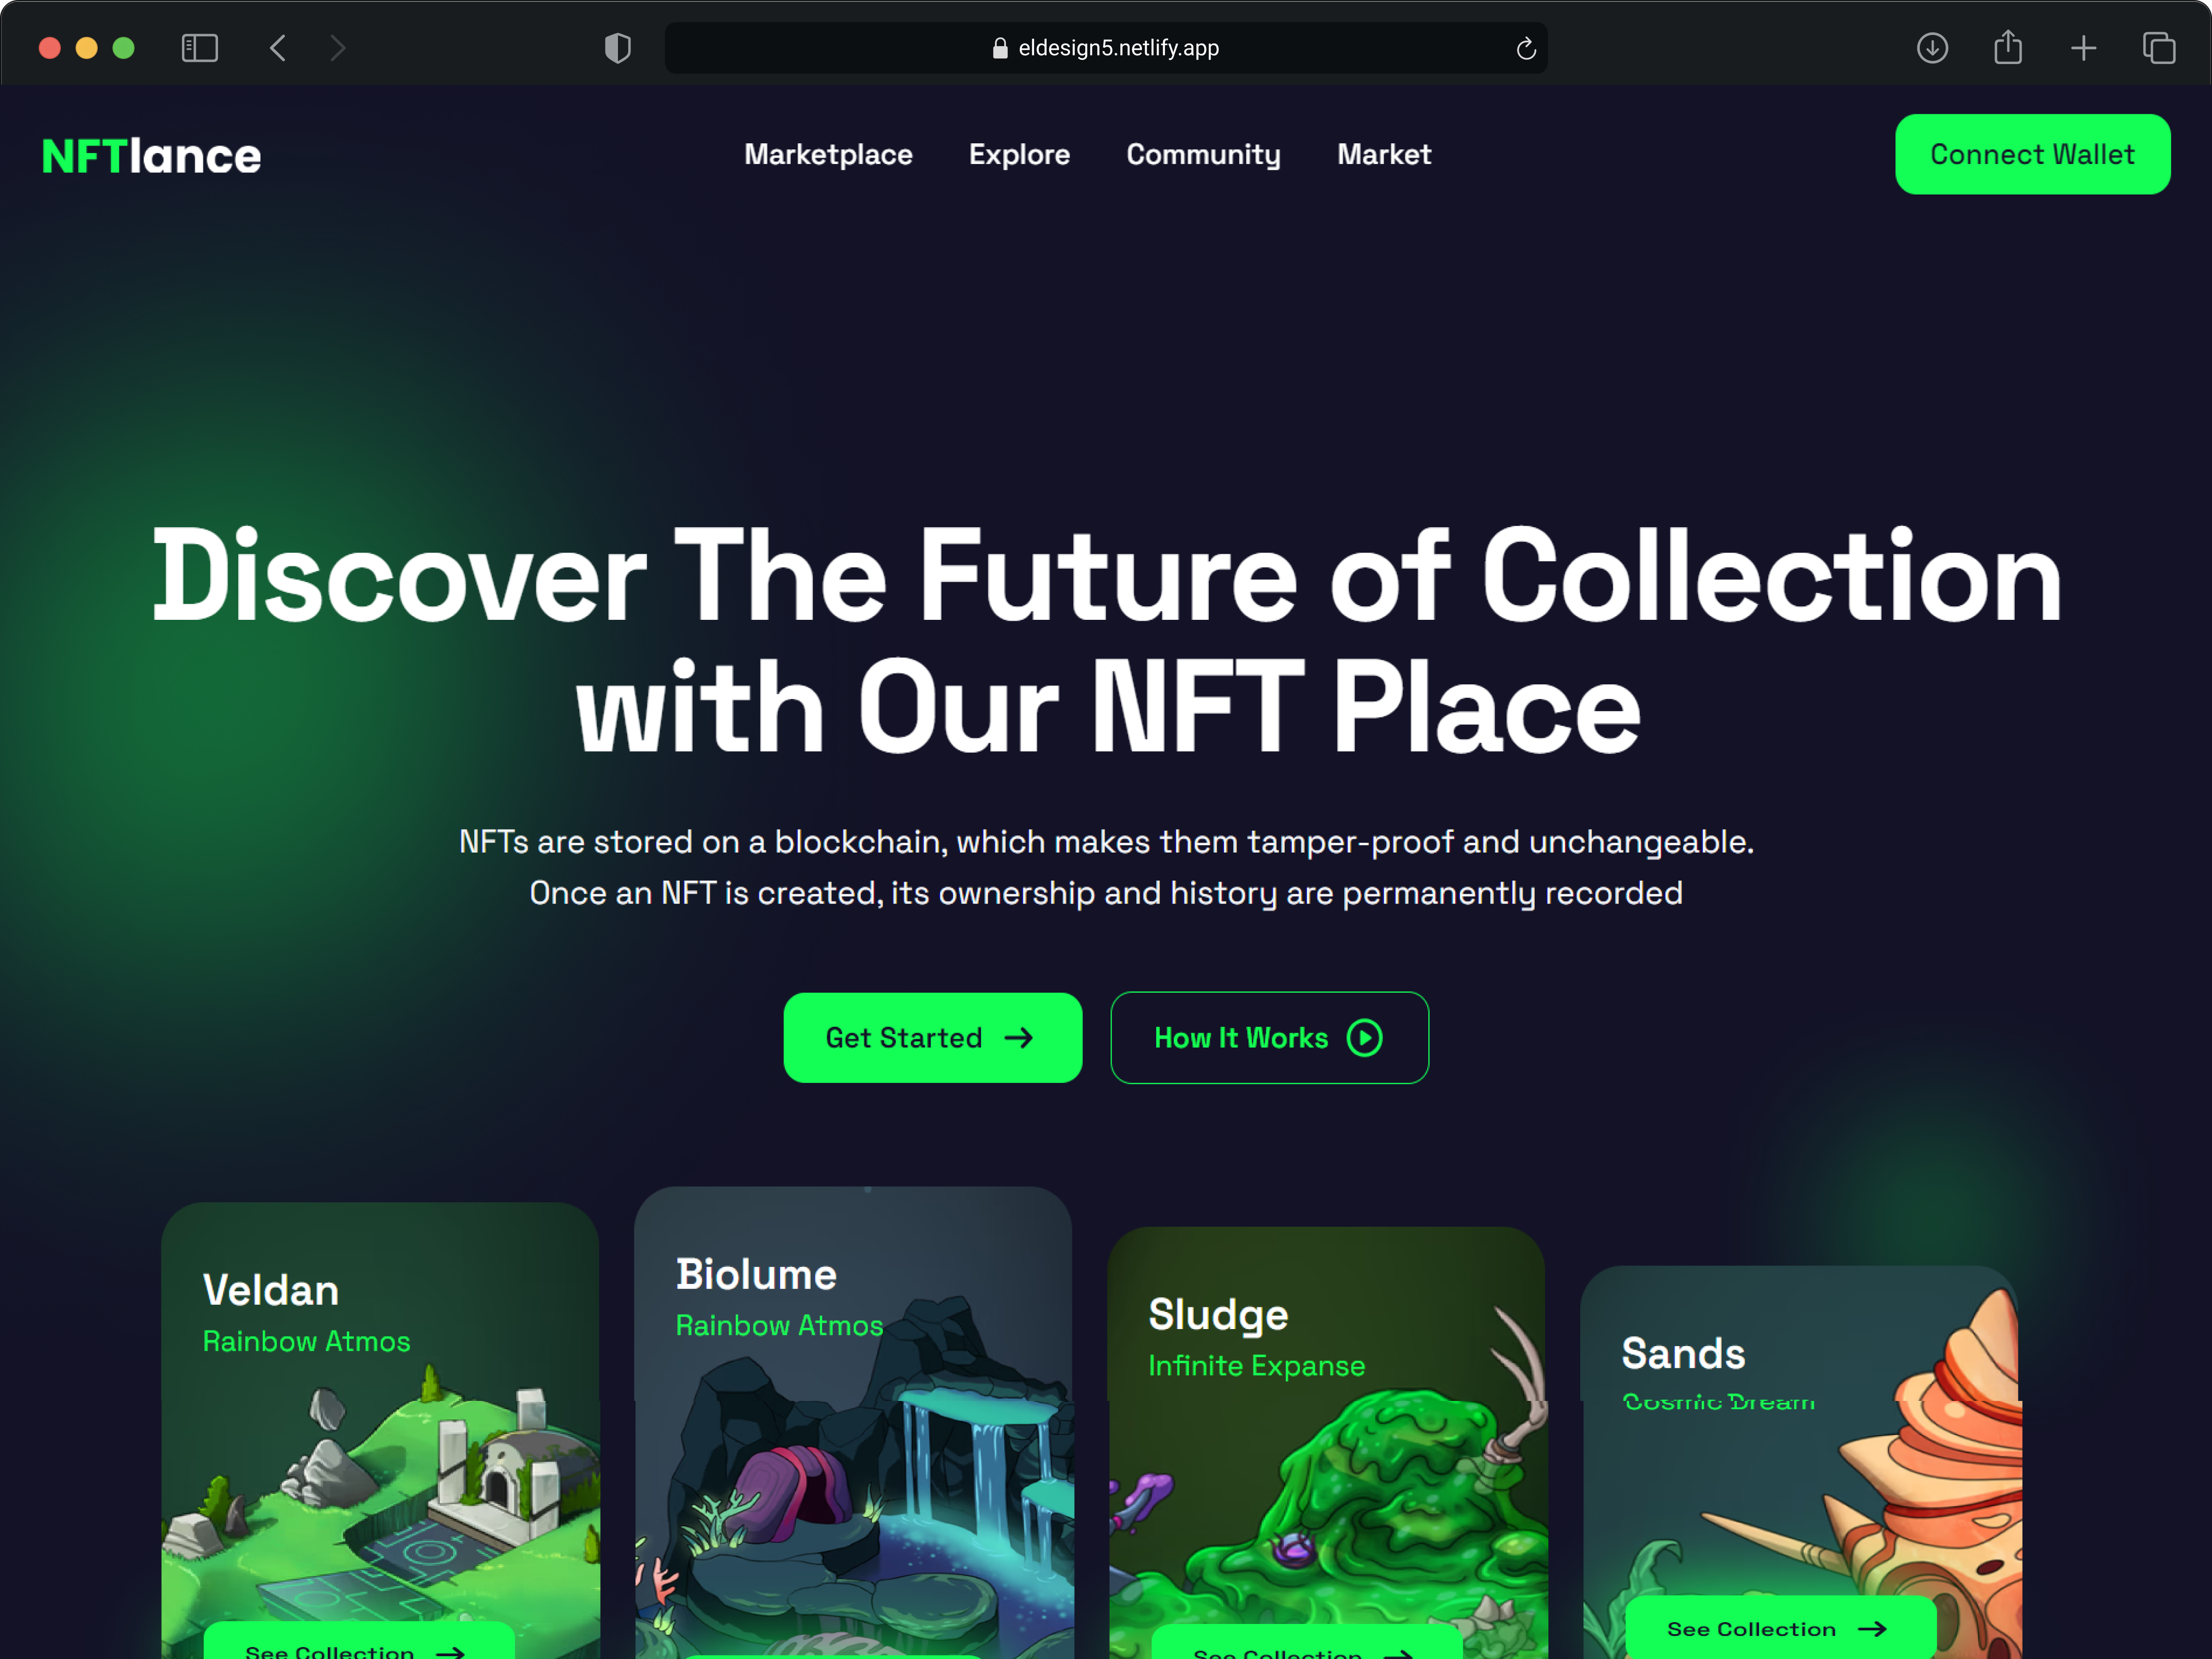 eldesign5.netlify.app
NFTlance
Marketplace
Explore
Community
Market
Connect Wallet
Discover The Future of Collection
with Our NFT Place
NFTs are stored on a blockchain, which makes them tamper-proof and unchangeable.
Once an NFT is created, its ownership and history are permanently recorded
Get Started
How It Works
Veldan
Rainbow Atmos
See Collection
Biolume
Rainbow Atmos
Sludge
Infinite Expanse
See Collection
Sands
Cosmic Dream
See Collection